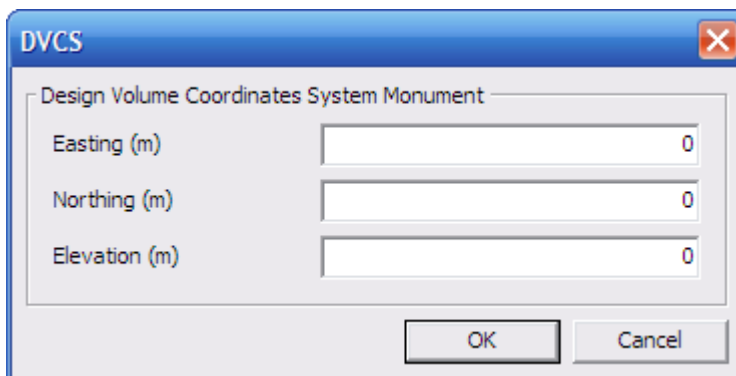 DVCS
Design Volume Coordinates System Monument
Easting (m) 0
Northing (m) 0
Elevation (m) 0
OK Cancel